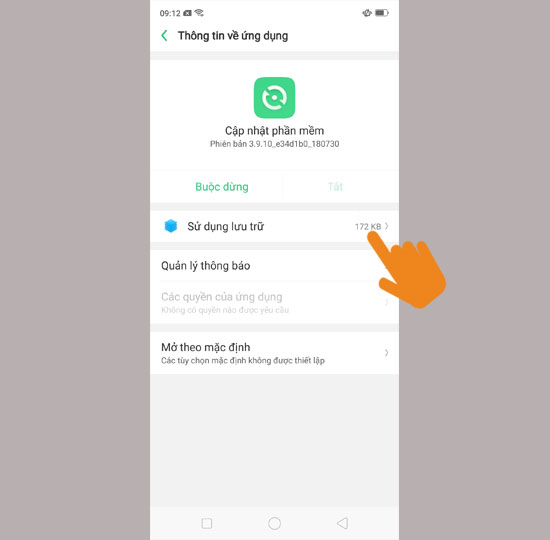 09:12
Thông tin về ứng dụng
Cập nhật phần mềm
Phiên bản 3.9.10_e34d1b0_180730
Buộc dừng
Tắt
Sử dụng lưu trữ
172 KB
Quản lý thông báo
Các quyền của ứng dụng
Không có quyền nào được yêu cầu
Mở theo mặc định
Các tùy chọn mặc định không được thiết lập